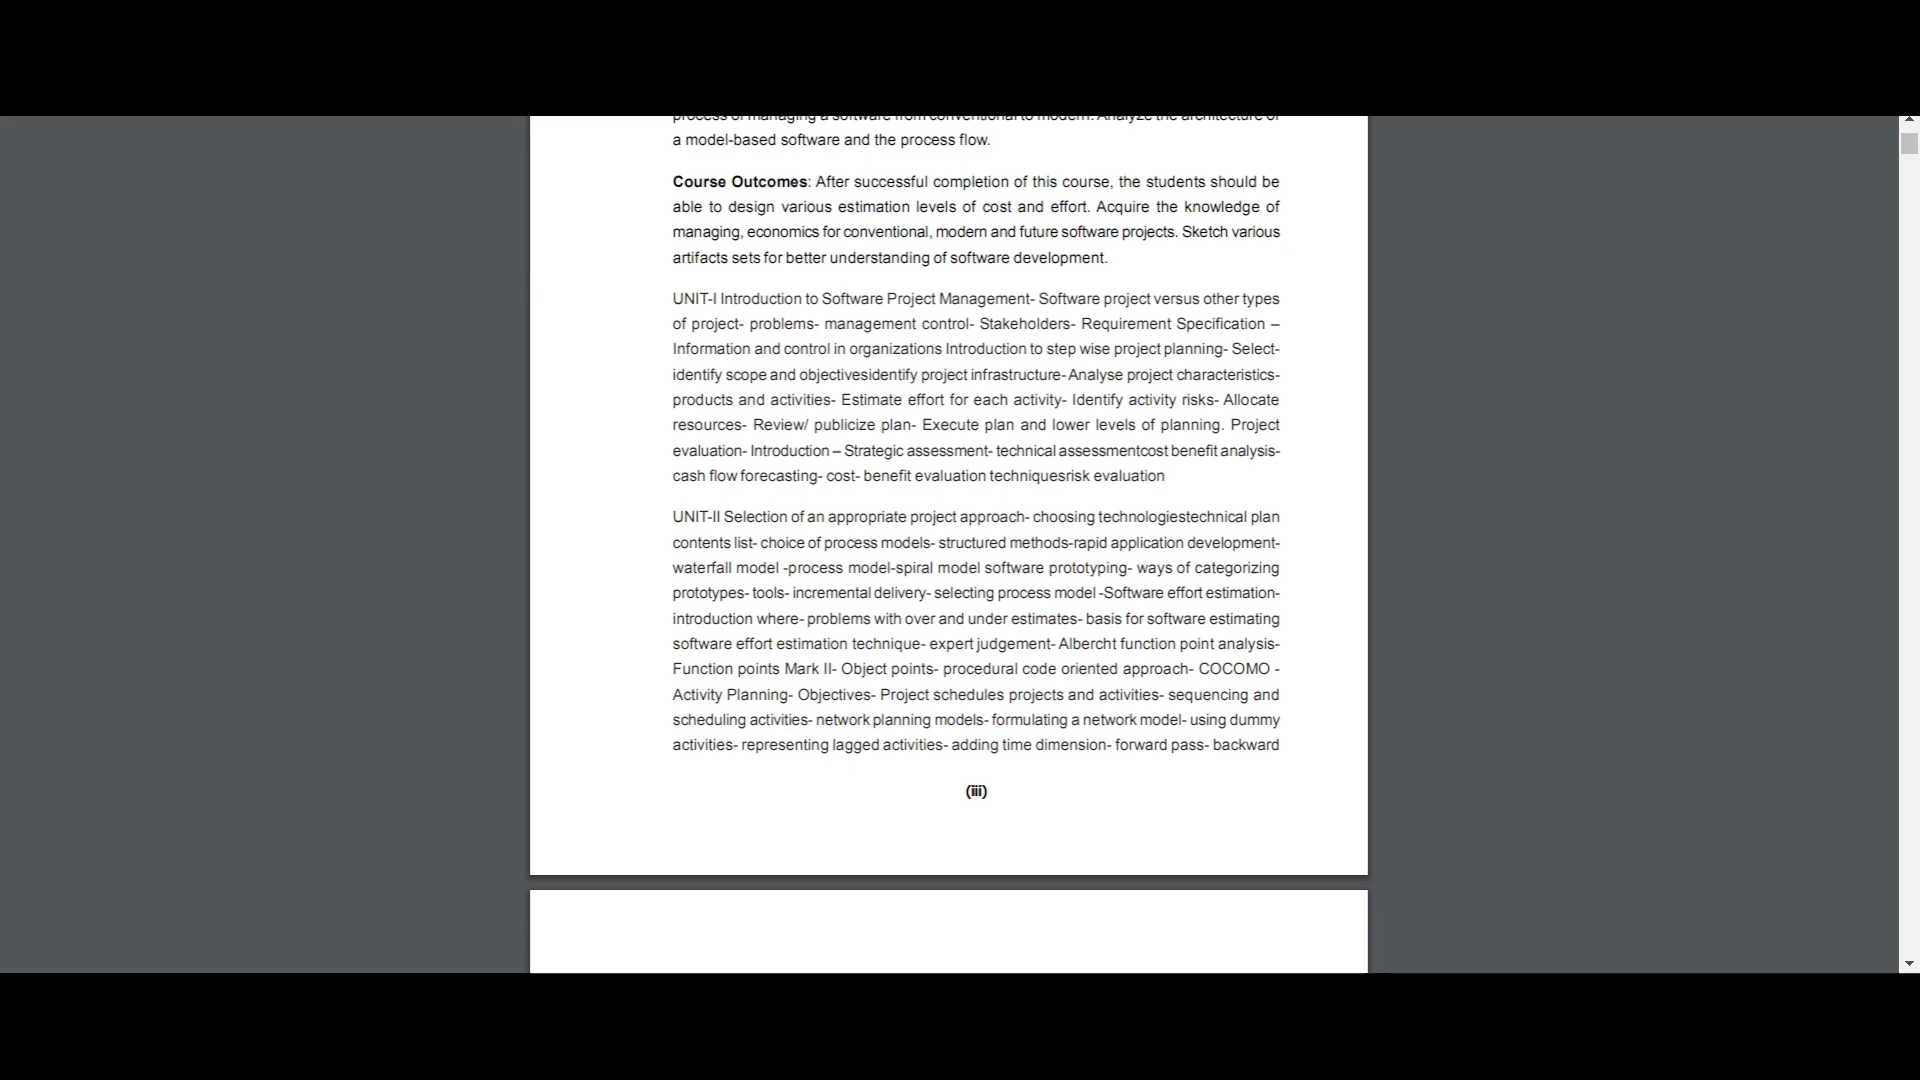 process of managing a software from conventional to modern. Analyze the architecture of
a model-based software and the process flow.
Course Outcomes: After successful completion of this course, the students should be
able to design various estimation levels of cost and effort. Acquire the knowledge of
managing, economics for conventional, modern and future software projects. Sketch various
artifacts sets for better understanding of software development.
UNIT-I Introduction to Software Project Management- Software project versus other types
of project- problems- management control- Stakeholders- Requirement Specification –
Information and control in organizations Introduction to step wise project planning- Select-
identify scope and objectivesidentify project infrastructure- Analyse project characteristics-
products and activities- Estimate effort for each activity- Identify activity risks- Allocate
resources- Review/ publicize plan- Execute plan and lower levels of planning. Project
evaluation- Introduction – Strategic assessment- technical assessmentcost benefit analysis-
cash flow forecasting- cost- benefit evaluation techniquesrisk evaluation
UNIT-II Selection of an appropriate project approach- choosing technologiestechnical plan
contents list- choice of process models- structured methods-rapid application development-
waterfall model -process model-spiral model software prototyping- ways of categorizing
prototypes- tools- incremental delivery- selecting process model -Software effort estimation-
introduction where- problems with over and under estimates- basis for software estimating
software effort estimation technique- expert judgement- Albercht function point analysis-
Function points Mark II- Object points- procedural code oriented approach- COCOMO -
Activity Planning- Objectives- Project schedules projects and activities- sequencing and
scheduling activities- network planning models- formulating a network model- using dummy
activities- representing lagged activities- adding time dimension- forward pass- backward
(iii)